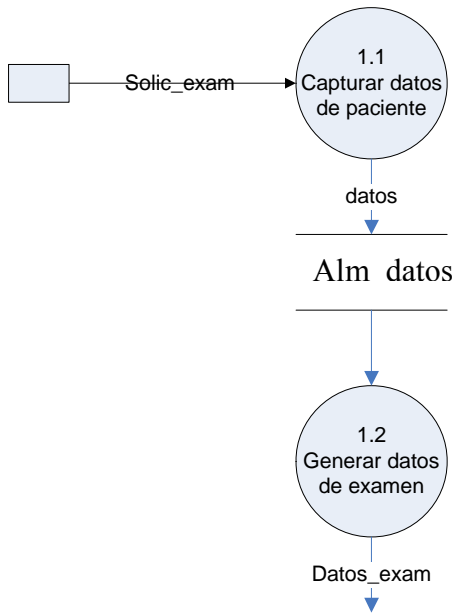 Solic_exam
1.1
Capturar datos
de paciente
datos
Alm datos
1.2
Generar datos
de examen
Datos_exam